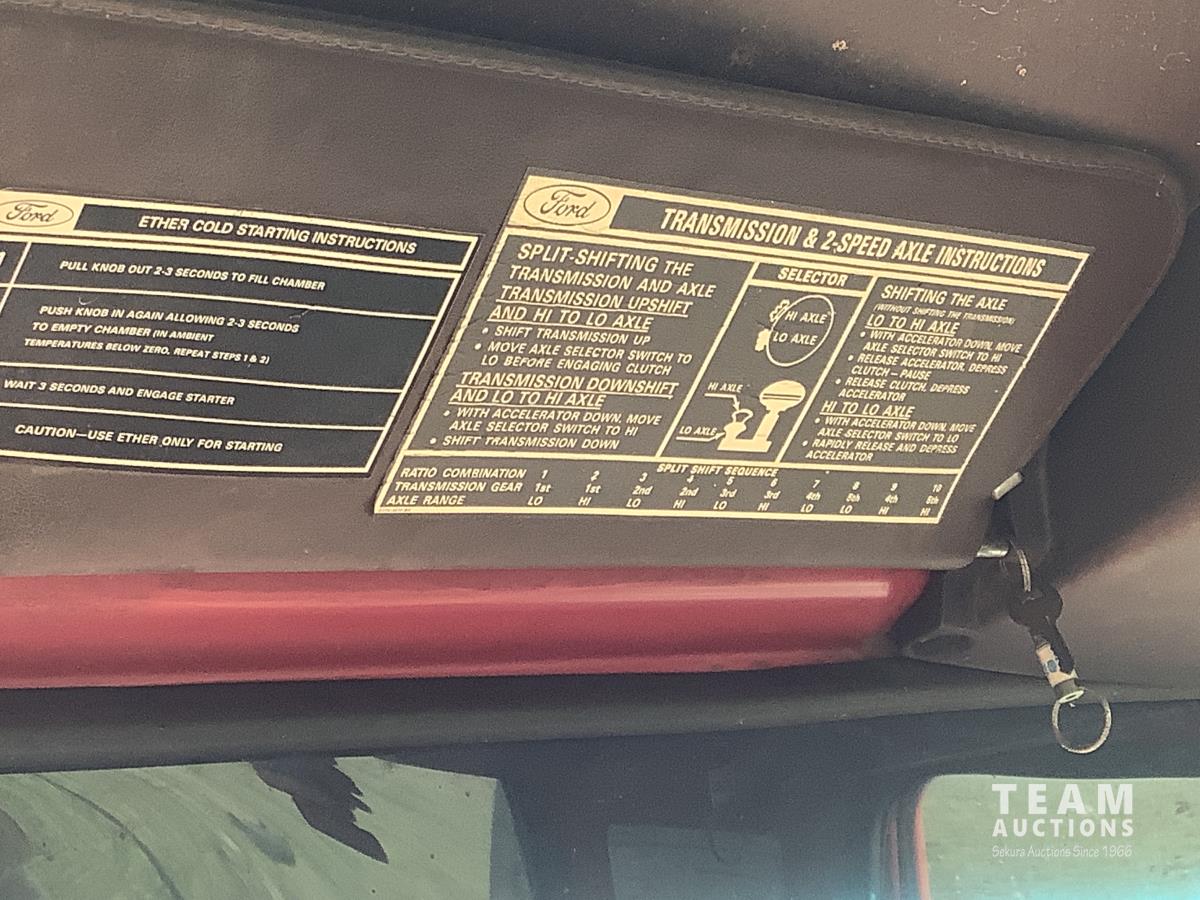 Ford
ETHER COLD STARTING INSTRUCTIONS
PULL KNOB OUT 2-3 SECONDS TO FILL CHAMBER
PUSH KNOB IN AGAIN ALLOWING 2-3 SECONDS
TO EMPTY CHAMBER (IN AMBIENT
TEMPERATURES BELOW ZERO, REPEAT STEPS 1 & 2)
WAIT 3 SECONDS AND ENGAGE STARTER
CAUTION—USE ETHER ONLY FOR STARTING
Ford
TRANSMISSION & 2-SPEED AXLE INSTRUCTIONS
SPLIT-SHIFTING THE
TRANSMISSION AND AXLE
TRANSMISSION UPSHIFT
AND HI TO LO AXLE
• SHIFT TRANSMISSION UP
• MOVE AXLE SELECTOR SWITCH TO
LO BEFORE ENGAGING CLUTCH
TRANSMISSION DOWNSHIFT
AND LO TO HI AXLE
• WITH ACCELERATOR DOWN, MOVE
AXLE SELECTOR SWITCH TO HI
• SHIFT TRANSMISSION DOWN
SELECTOR
HI AXLE
LO AXLE
HI AXLE
LO AXLE
SHIFTING THE AXLE
(WITHOUT SHIFTING THE TRANSMISSION)
LO TO HI AXLE
• WITH ACCELERATOR DOWN, MOVE
AXLE SELECTOR SWITCH TO HI
• RELEASE ACCELERATOR, DEPRESS
CLUTCH – PAUSE
• RELEASE CLUTCH, DEPRESS
ACCELERATOR
HI TO LO AXLE
• WITH ACCELERATOR DOWN, MOVE
AXLE SELECTOR SWITCH TO LO
• RAPIDLY RELEASE AND DEPRESS
ACCELERATOR
SPLIT SHIFT SEQUENCE
RATIO COMBINATION 1 2 3 4 5 6 7 8 9 10
TRANSMISSION GEAR 1st 1st 2nd 2nd 3rd 3rd 4th 5th 4th 5th
AXLE RANGE LO HI LO HI LO HI LO LO HI HI
TEAM
AUCTIONS
Sekura Auctions Since 1966